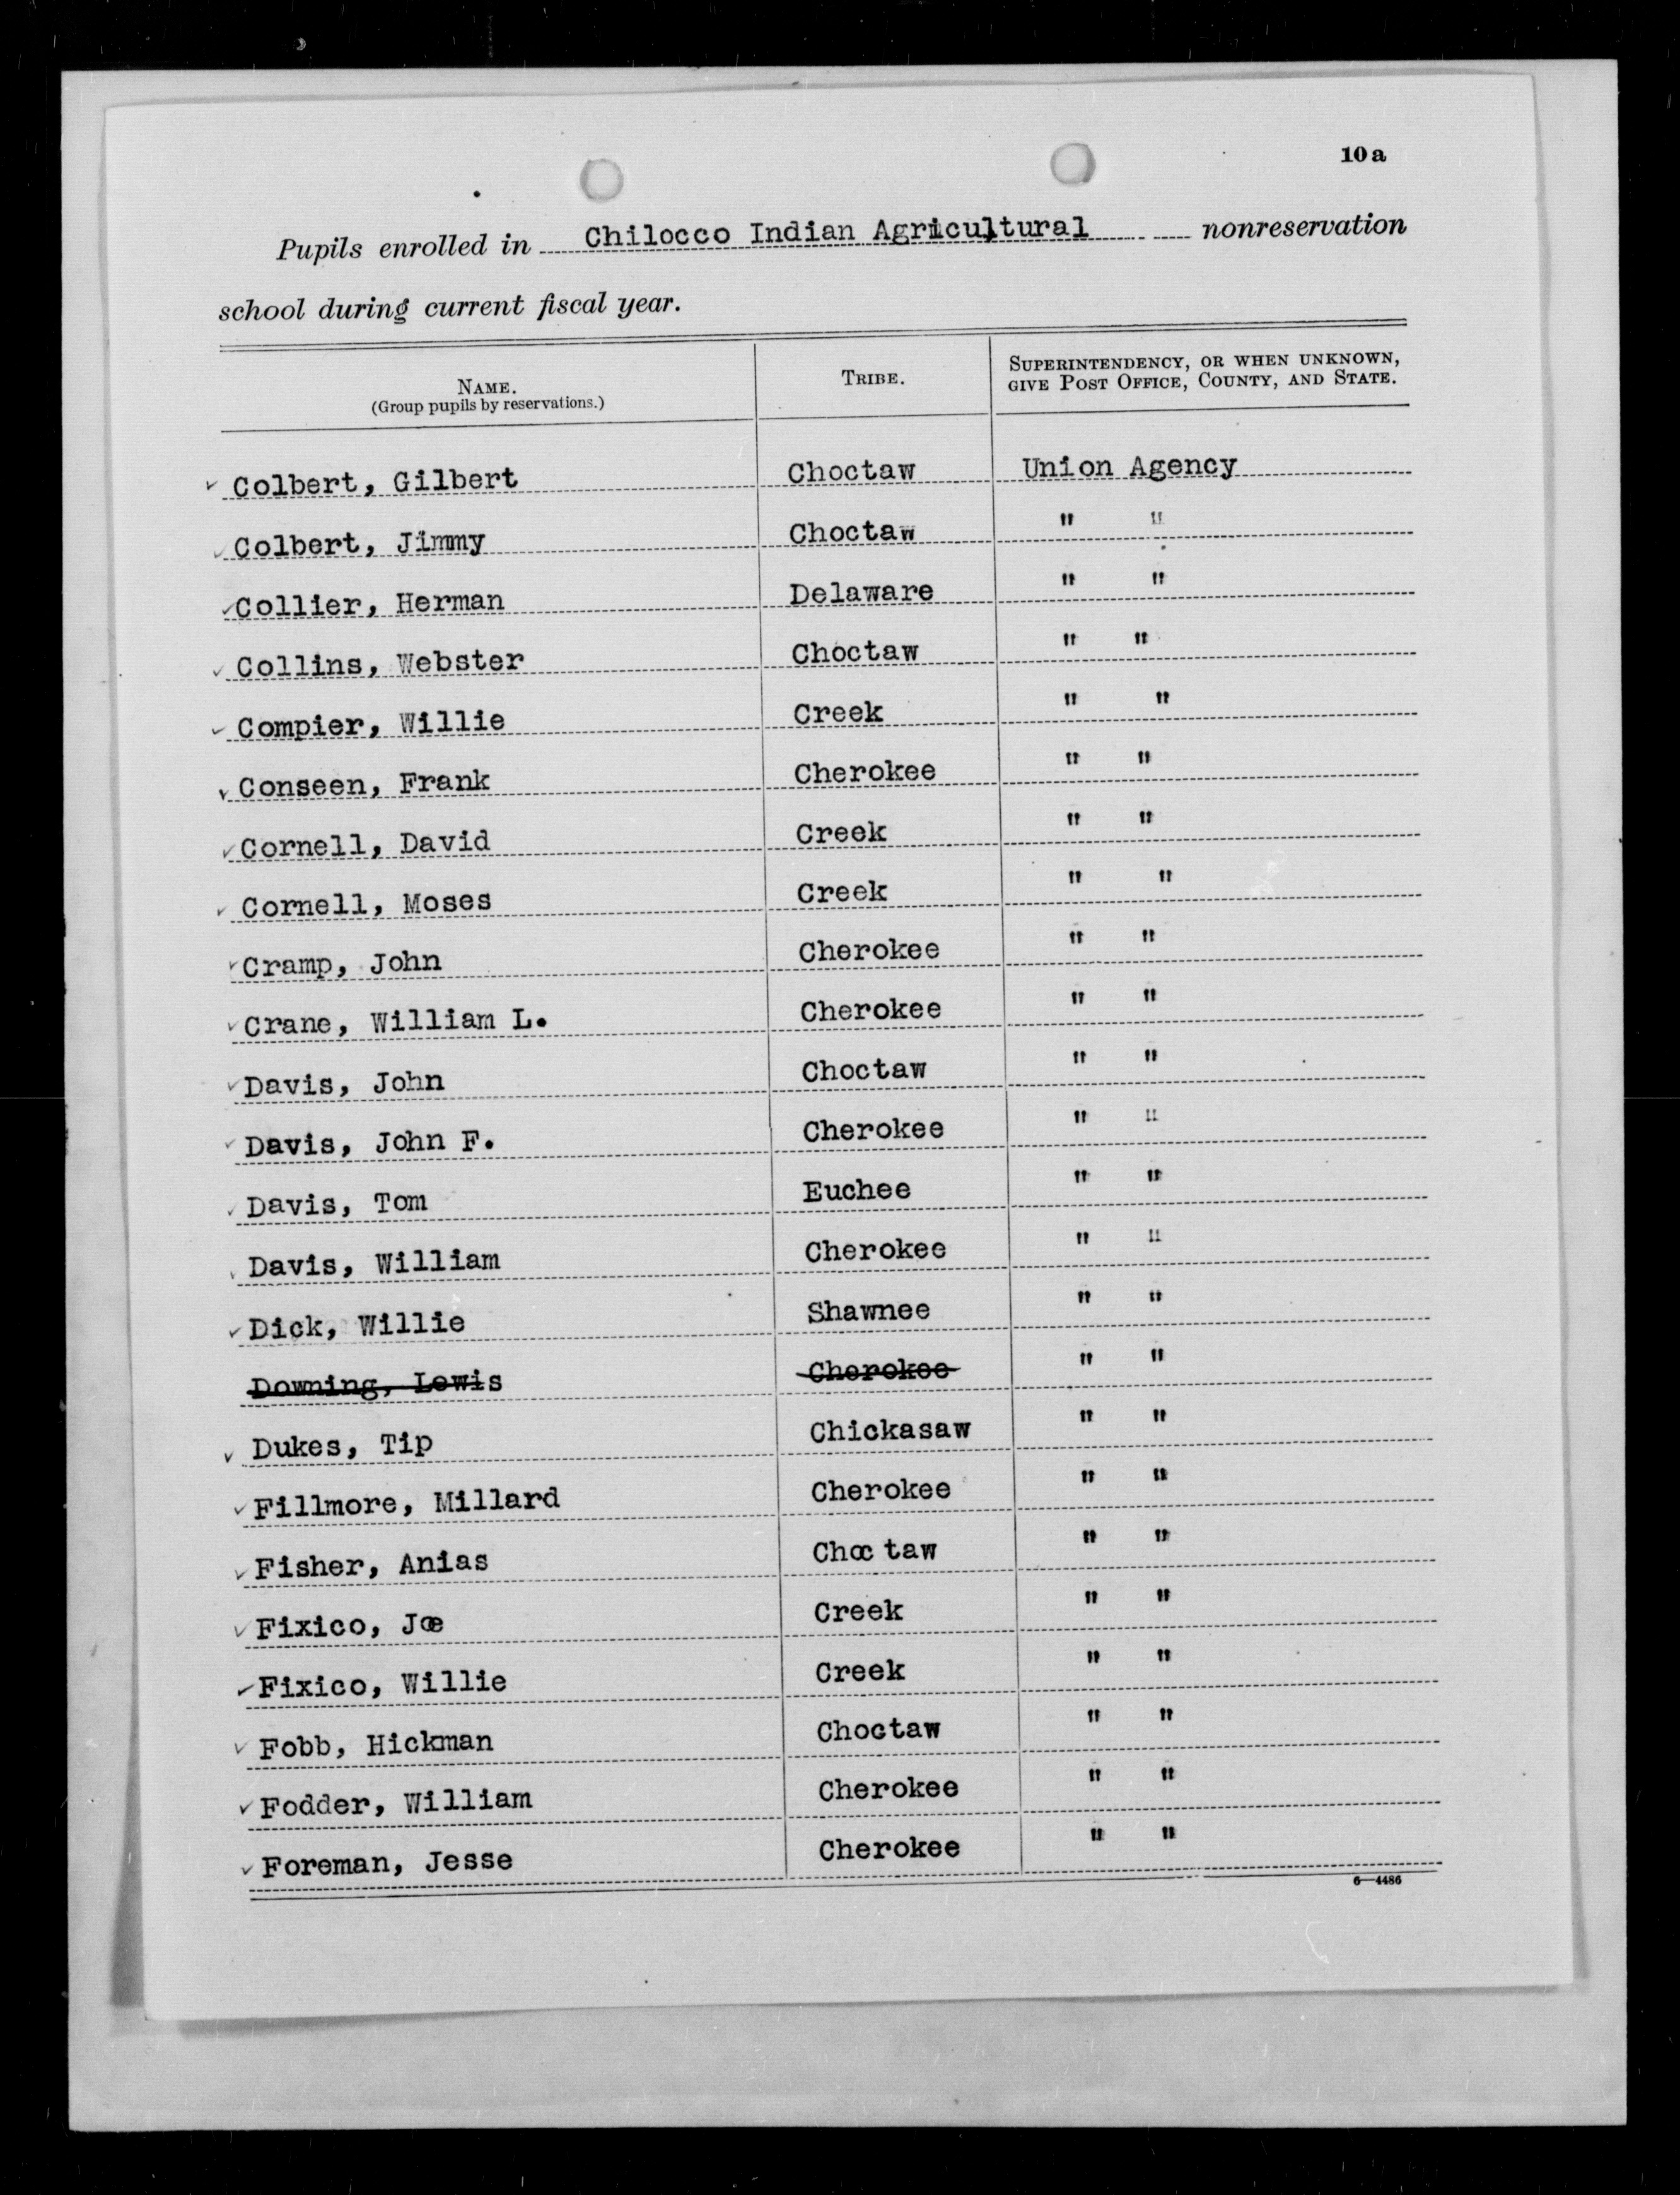 10a
Pupils enrolled in Chilocco Indian Agricultural nonreservation
school during current fiscal year.
NAME. TRIBE. SUPERINTENDENCY, OR WHEN UNKNOWN,
(Group pupils by reservations.) GIVE POST OFFICE, COUNTY, AND STATE.
✓ Colbert, Gilbert Choctaw Union Agency
✓ Colbert, Jimmy Choctaw " "
✓ Collier, Herman Delaware " "
✓ Collins, Webster Choctaw " "
✓ Compier, Willie Creek " "
✓ Conseen, Frank Cherokee " "
✓ Cornell, David Creek " "
✓ Cornell, Moses Creek " "
✓ Cramp, John Cherokee " "
✓ Crane, William L. Cherokee " "
✓ Davis, John Choctaw " "
✓ Davis, John F. Cherokee " "
✓ Davis, Tom Euchee " "
✓ Davis, William Cherokee " "
✓ Dick, Willie Shawnee " "
Downing, Lewis Cherokee " "
✓ Dukes, Tip Chickasaw " "
✓ Fillmore, Millard Cherokee " "
✓ Fisher, Anias Choctaw " "
✓ Fixico, Joe Creek " "
✓ Fixico, Willie Creek " "
✓ Fobb, Hickman Choctaw " "
✓ Fodder, William Cherokee " "
✓ Foreman, Jesse Cherokee " "
6—4486